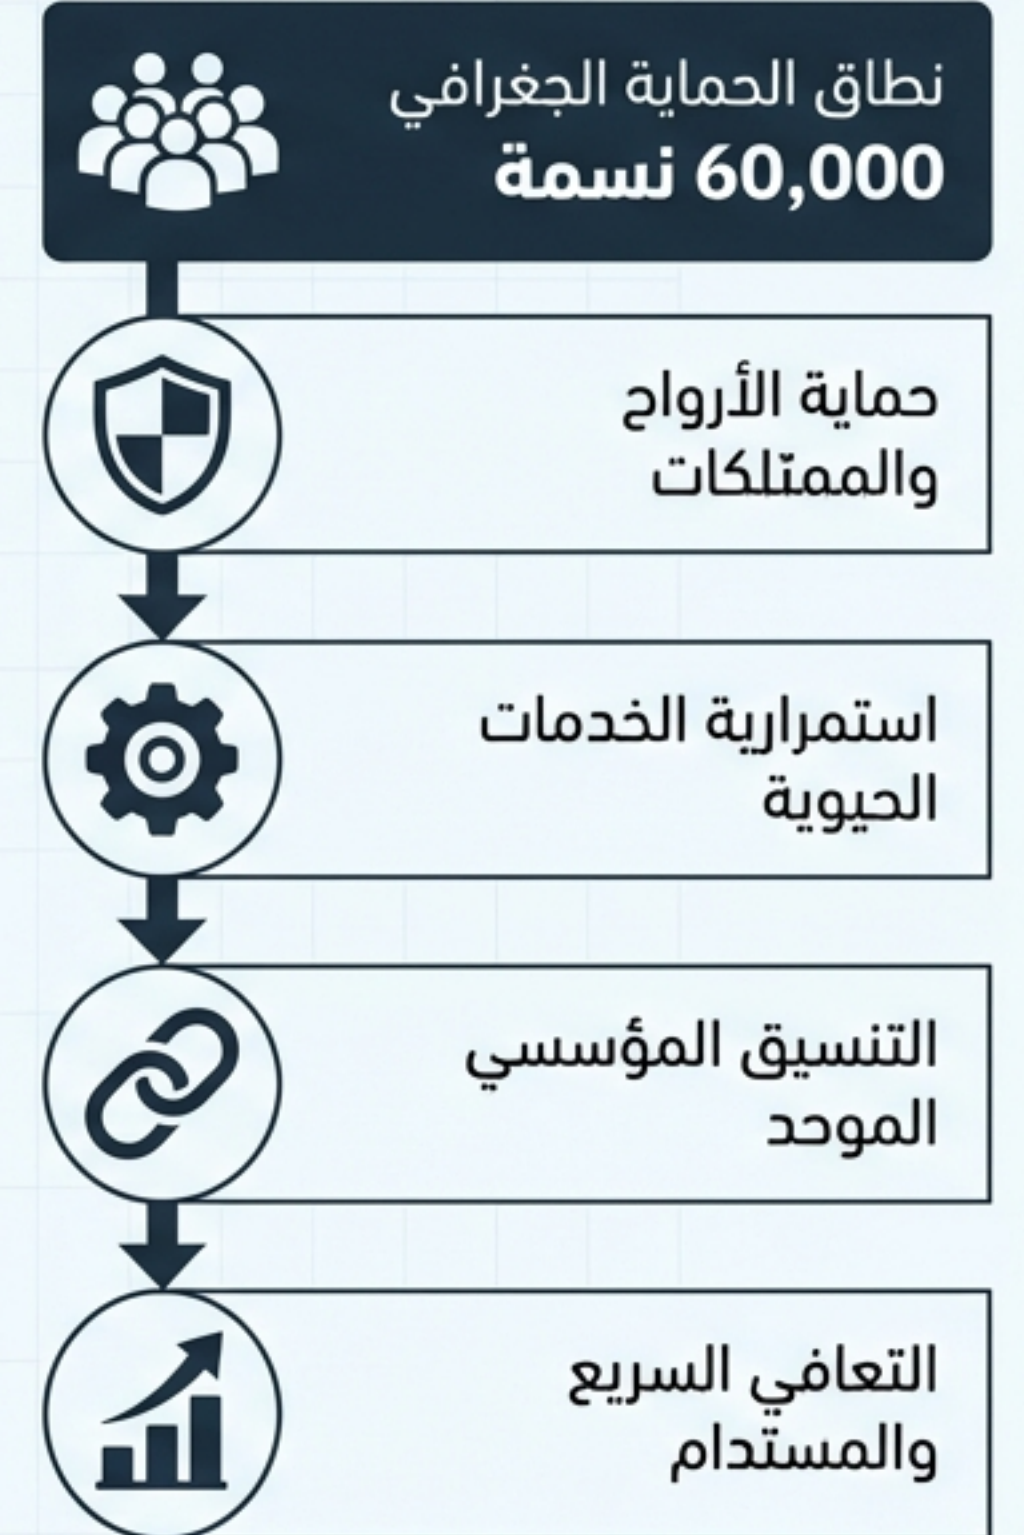 نطاق الحماية الجغرافي
60,000 نسمة
حماية الأرواح
والممتلكات
استمرارية الخدمات
الحيوية
التنسيق المؤسسي
الموحد
التعافي السريع
والمستدام